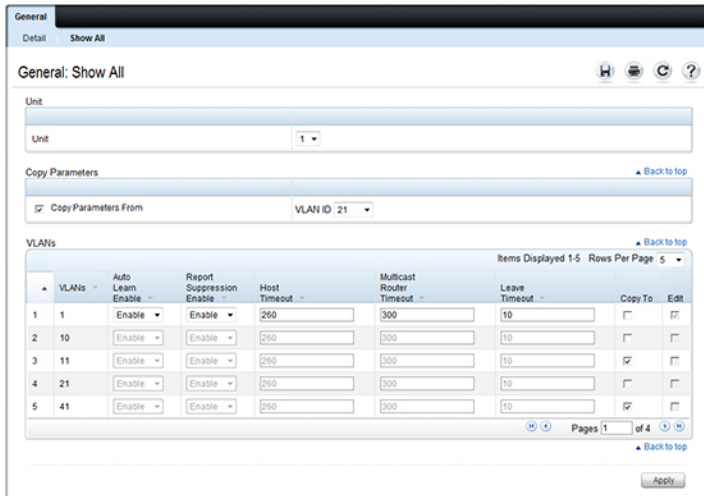 General
Detail Show All
General: Show All
Unit
Unit 1
Copy Parameters Back to top
Copy Parameters From VLAN ID 21
VLANs Back to top
Items Displayed 1-5 Rows Per Page 5
VLANs Auto Learn Enable Report Suppression Enable Host Timeout Multicast Router Timeout Leave Timeout Copy To Edit
1 1 Enable Enable 260 300 10
2 10 Enable Enable 260 300 10
3 11 Enable Enable 260 300 10
4 21 Enable Enable 260 300 10
5 41 Enable Enable 260 300 10
Pages 1 of 4
Back to top
Apply